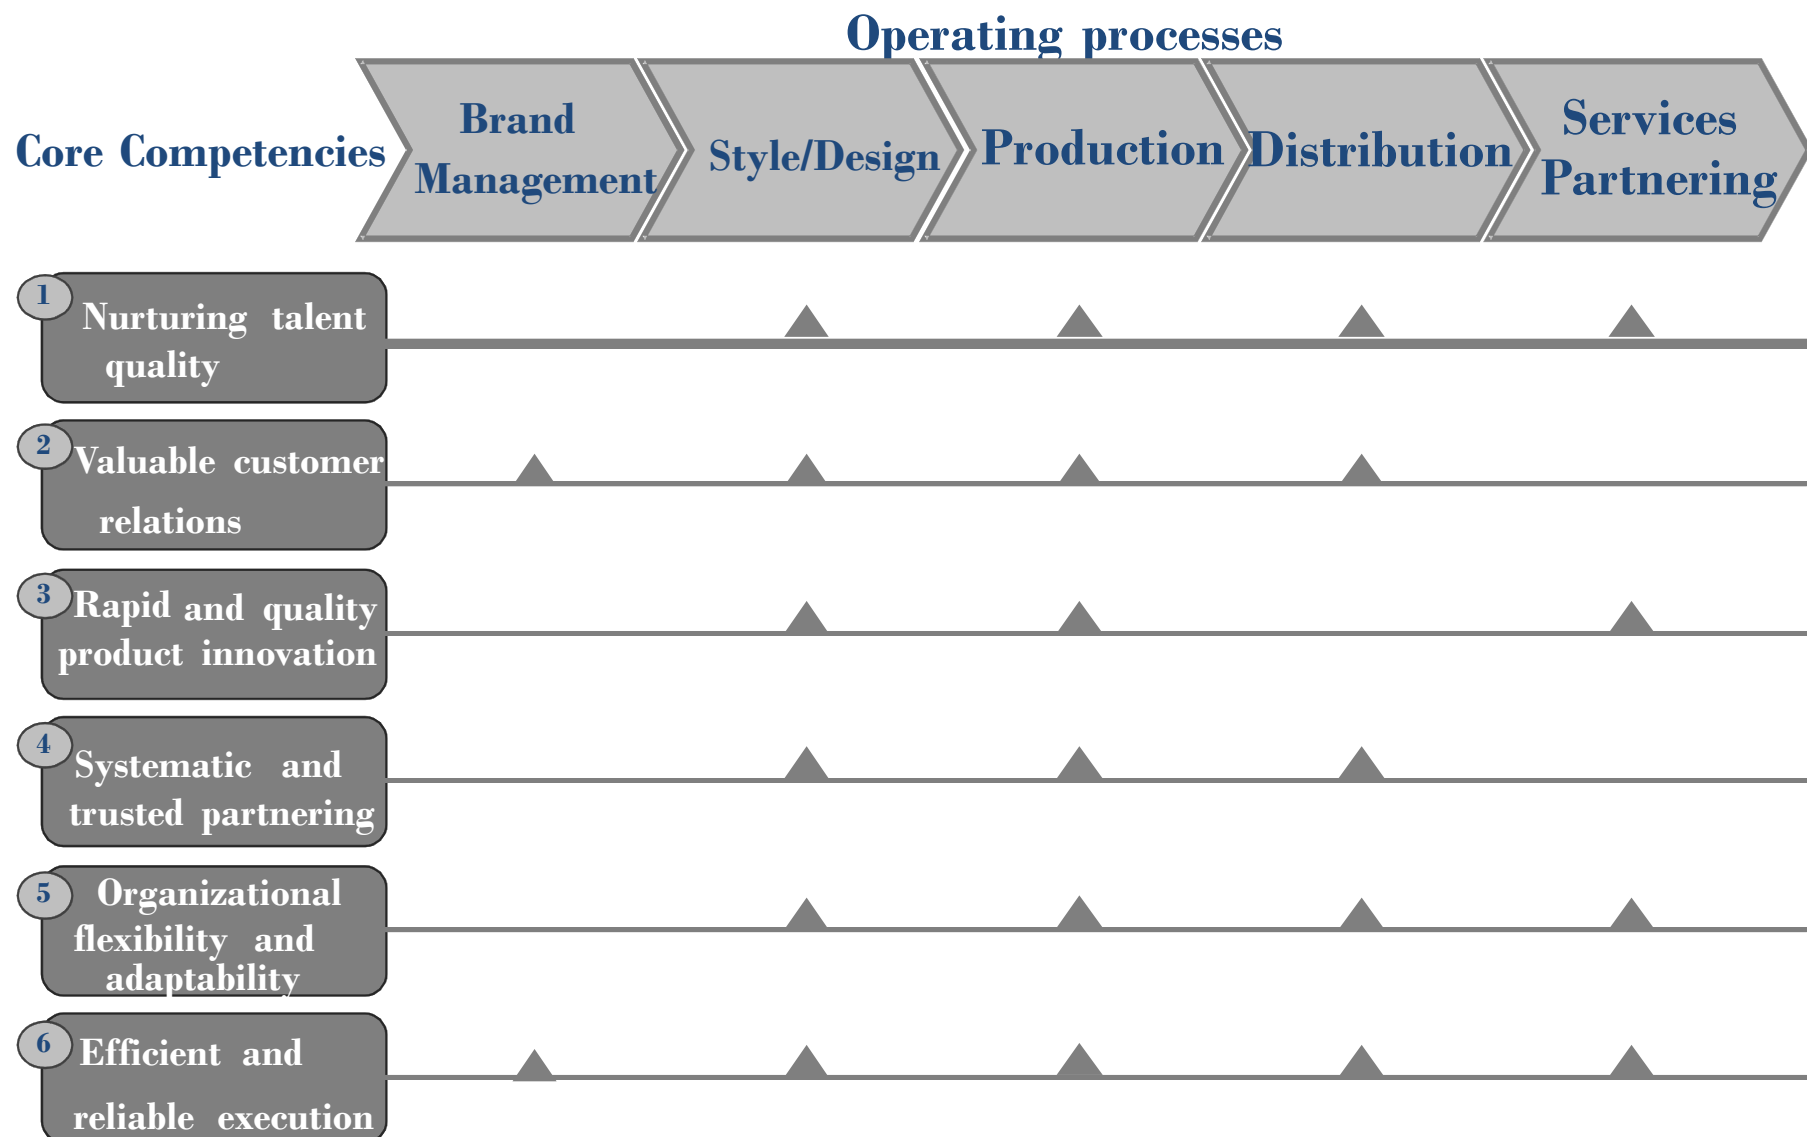 Operating processes
Core Competencies
Brand
Management
Style/Design
Production
Distribution
Services
Partnering
1
Nurturing talent
quality
2
Valuable customer
relations
3
Rapid and quality
product innovation
4
Systematic and
trusted partnering
5
Organizational
flexibility and
adaptability
6
Efficient and
reliable execution